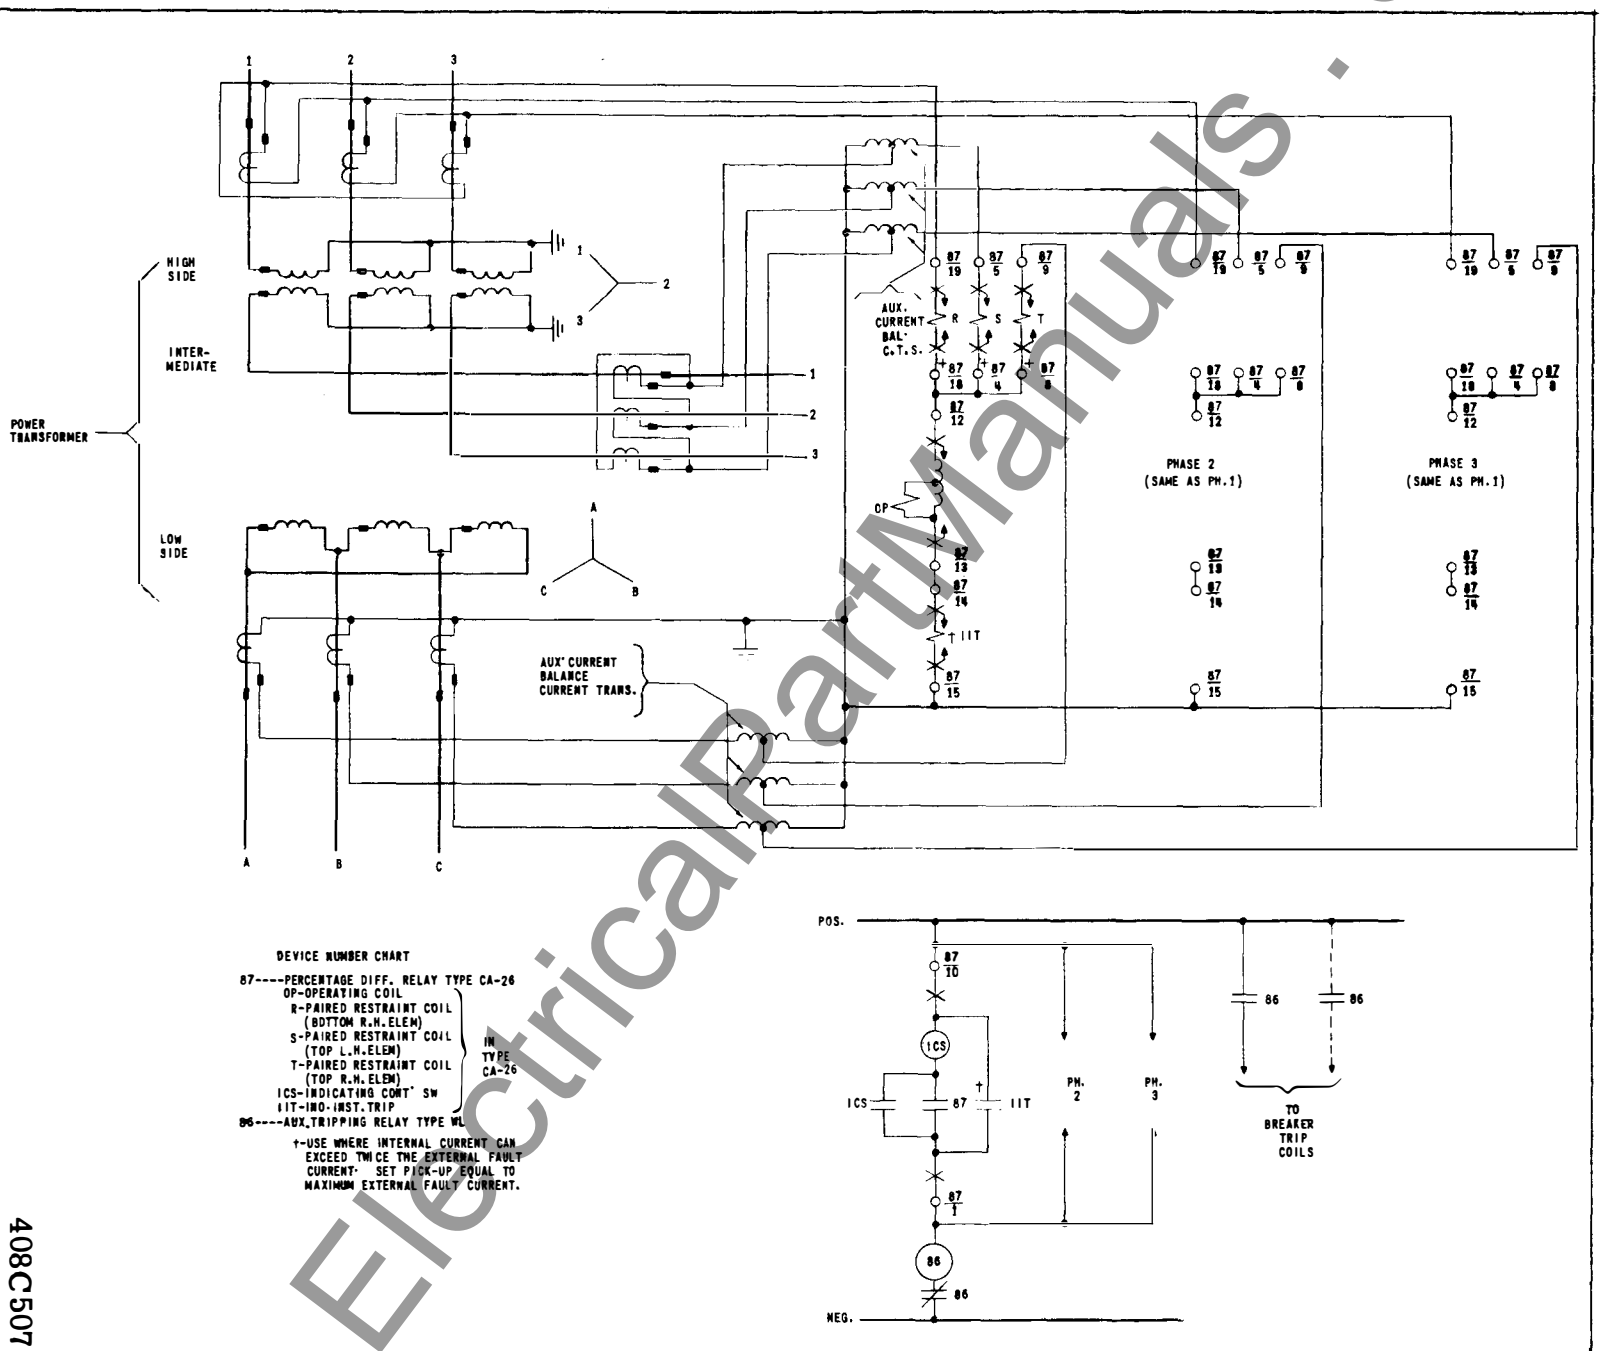 1 2 3
HIGH
SIDE
INTER-
MEDIATE
POWER
TRANSFORMER
LOW
SIDE
1
2
3
1
2
3
A
C B
AUX.
CURRENT
BAL.
C.T.S.
87
19
87
5
87
9
R S T
87
18
87
4
87
8
87
12
OP
87
13
87
14
† IIT
87
15
87
19
87
5
87
9
87
18
87
4
87
8
87
12
PHASE 2
(SAME AS PH.1)
87
13
87
14
87
15
87
19
87
5
87
9
87
18
87
4
87
8
87
12
PHASE 3
(SAME AS PH.1)
87
13
87
14
87
15
AUX. CURRENT
BALANCE
CURRENT TRANS.
A B C
DEVICE NUMBER CHART
87----PERCENTAGE DIFF. RELAY TYPE CA-26
OP-OPERATING COIL
R-PAIRED RESTRAINT COIL
(BOTTOM R.H.ELEM)
S-PAIRED RESTRAINT COIL
(TOP L.H.ELEM)
T-PAIRED RESTRAINT COIL
(TOP R.H.ELEM)
ICS-INDICATING CONT. SW
IIT-IND.INST.TRIP
IN
TYPE
CA-26
86----AUX.TRIPPING RELAY TYPE WL
†-USE WHERE INTERNAL CURRENT CAN
EXCEED TWICE THE EXTERNAL FAULT
CURRENT. SET PICK-UP EQUAL TO
MAXIMUM EXTERNAL FAULT CURRENT.
POS.
87
10
ICS
ICS
87
†
IIT
87
1
86
86
NEG.
PH.
2
PH.
3
86
86
TO
BREAKER
TRIP
COILS
408C507
ElectricalPartManuals .